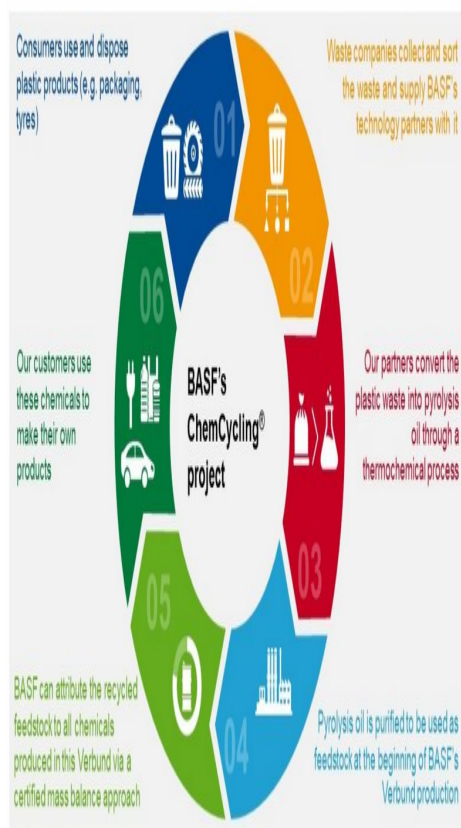 Consumers use and dispose
plastic products (e.g. packaging,
tyres)
01
Waste companies collect and sort
the waste and supply BASF's
technology partners with it
02
Our partners convert the
plastic waste into pyrolysis
oil through a
thermochemical process
03
Pyrolysis oil is purified to be used as
feedstock at the beginning of BASF's
Verbund production
04
BASF can attribute the recycled
feedstock to all chemicals
produced in this Verbund via a
certified mass balance approach
05
Our customers use
these chemicals to
make their own
products
06
BASF's
ChemCycling®
project